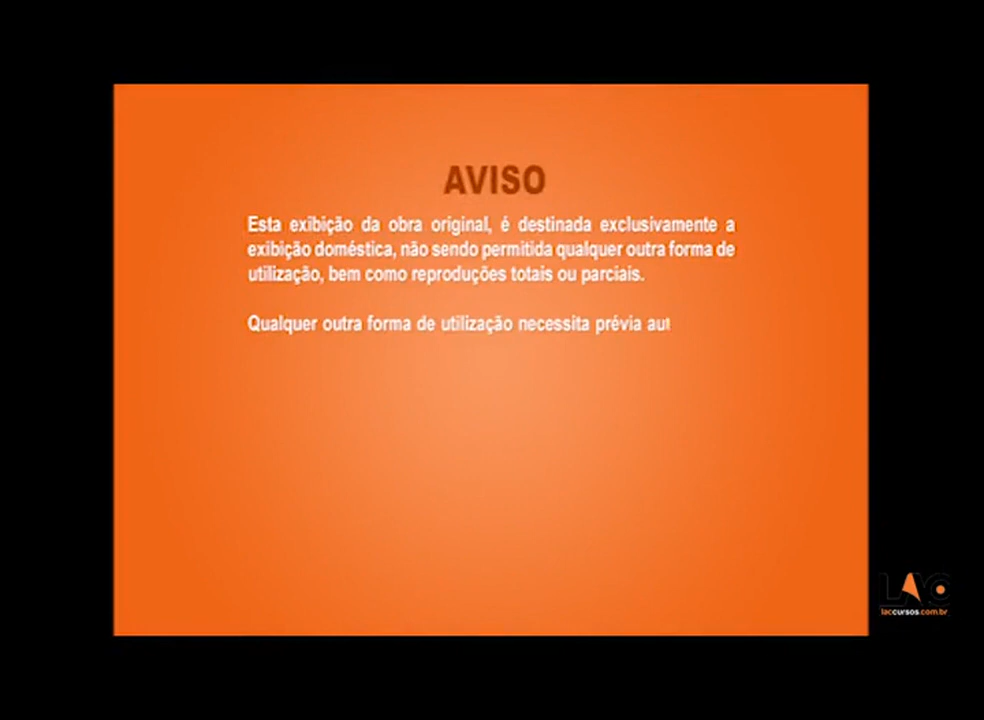 AVISO
Esta exibição da obra original, é destinada exclusivamente a
exibição doméstica, não sendo permitida qualquer outra forma de
utilização, bem como reproduções totais ou parciais.
Qualquer outra forma de utilização necessita prévia aut
LAC
laccursos.com.br